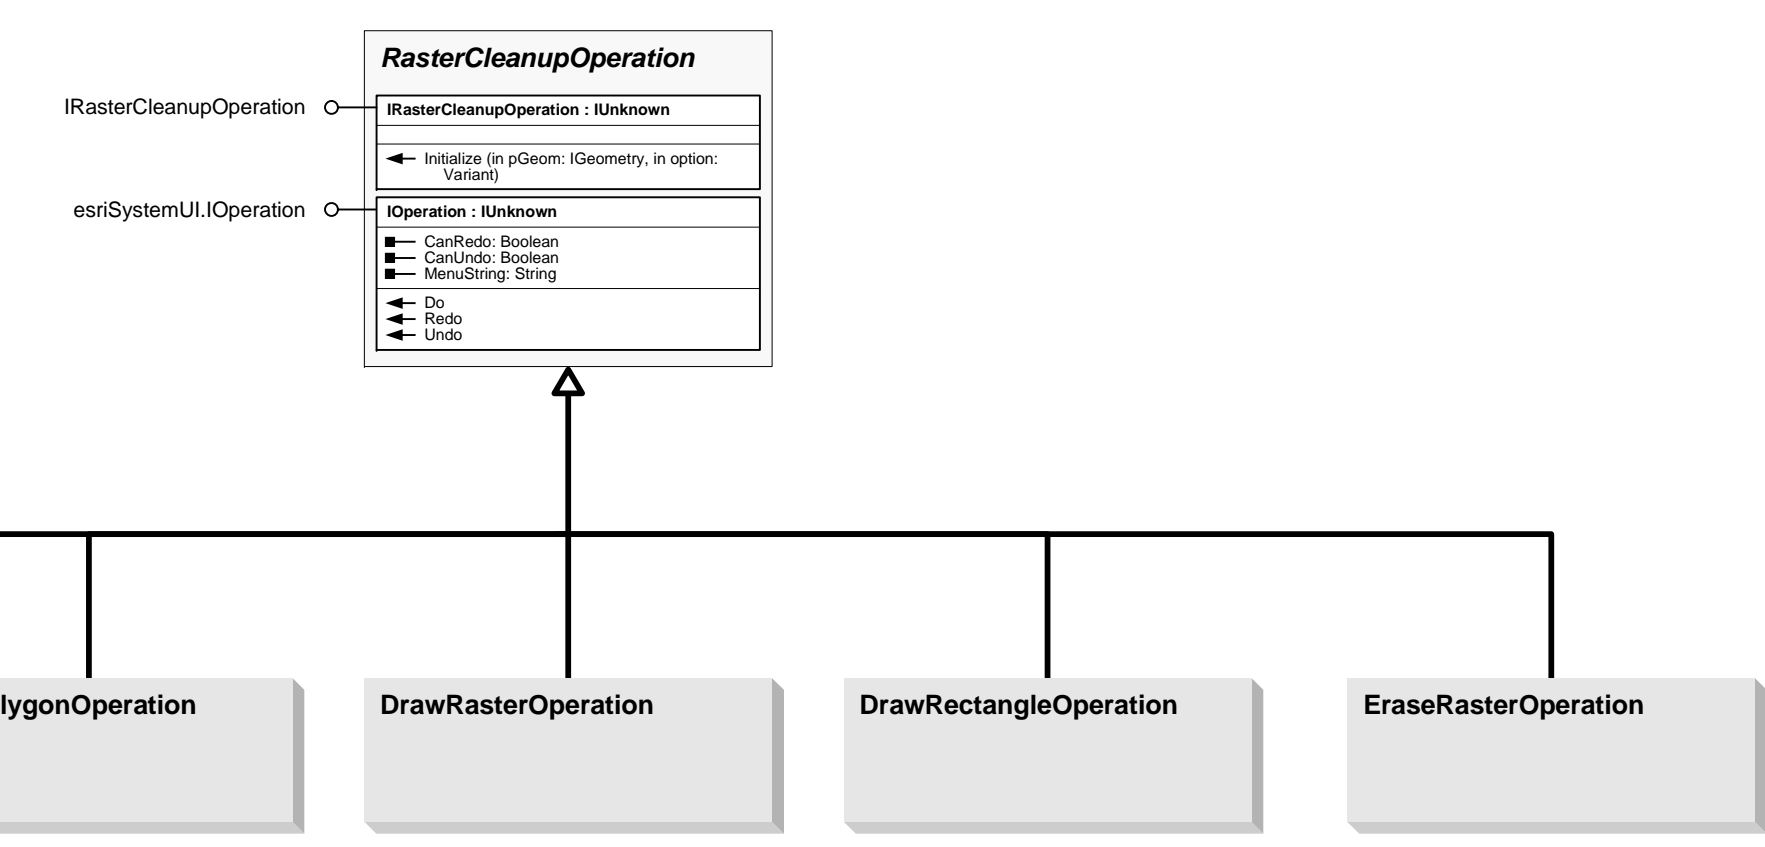 RasterCleanupOperation
IRasterCleanupOperation
IRasterCleanupOperation : IUnknown
Initialize (in pGeom: IGeometry, in option:
Variant)
esriSystemUI.IOperation
IOperation : IUnknown
CanRedo: Boolean
CanUndo: Boolean
MenuString: String
Do
Redo
Undo
lygonOperation
DrawRasterOperation
DrawRectangleOperation
EraseRasterOperation